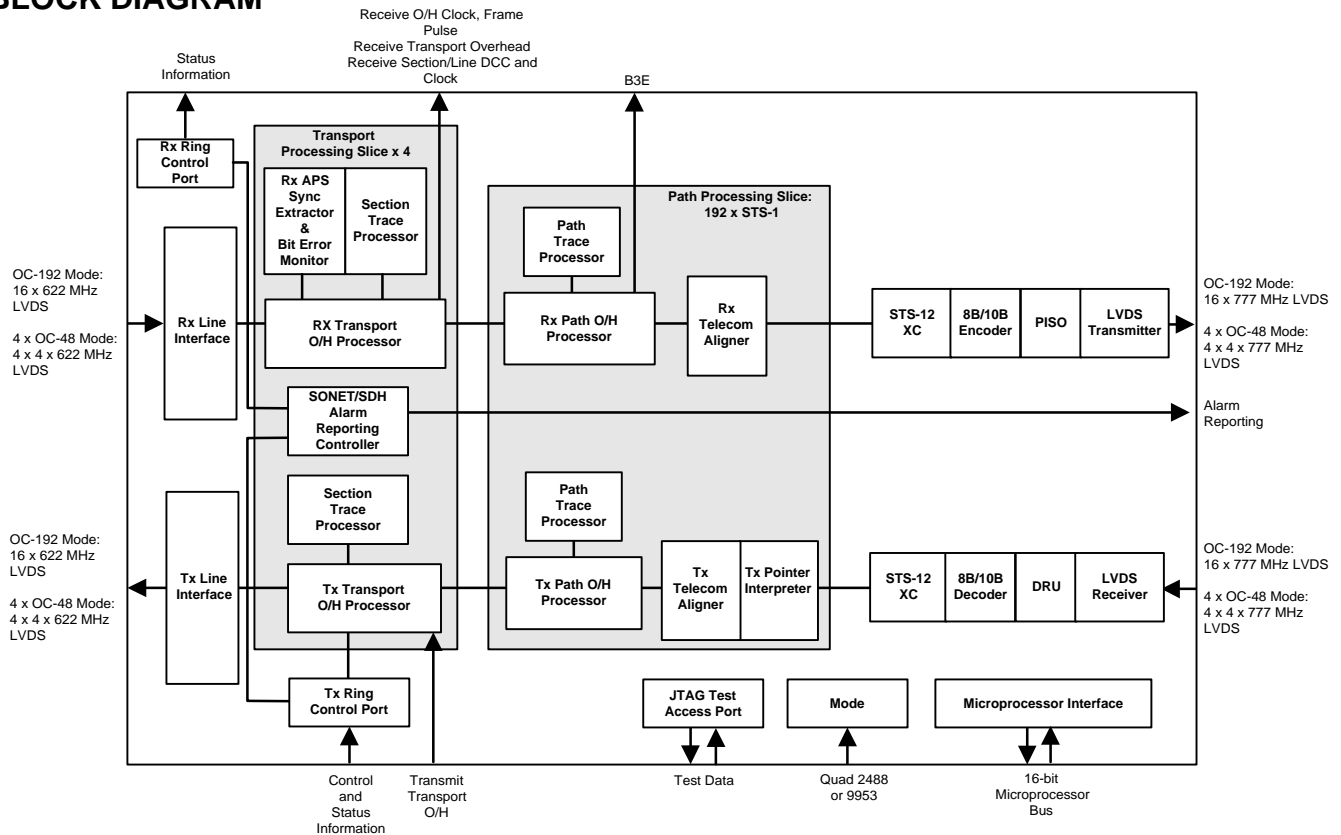 BLOCK DIAGRAM
Receive O/H Clock, Frame
Pulse
Receive Transport Overhead
Receive Section/Line DCC and
Clock
Status
Information
B3E
Rx Ring
Control
Port
Transport
Processing Slice x 4
Rx APS
Sync
Extractor
&
Bit Error
Monitor
Section
Trace
Processor
Path Processing Slice:
192 x STS-1
Path
Trace
Processor
OC-192 Mode:
16 x 622 MHz
LVDS
4 x OC-48 Mode:
4 x 4 x 622 MHz
LVDS
Rx Line
Interface
RX Transport
O/H Processor
Rx Path O/H
Processor
Rx
Telecom
Aligner
STS-12
XC
8B/10B
Encoder
PISO
LVDS
Transmitter
OC-192 Mode:
16 x 777 MHz LVDS
4 x OC-48 Mode:
4 x 4 x 777 MHz
LVDS
SONET/SDH
Alarm
Reporting
Controller
Alarm
Reporting
Section
Trace
Processor
Path
Trace
Processor
OC-192 Mode:
16 x 622 MHz
LVDS
4 x OC-48 Mode:
4 x 4 x 622 MHz
LVDS
Tx Line
Interface
Tx Transport
O/H Processor
Tx Path O/H
Processor
Tx
Telecom
Aligner
Tx Pointer
Interpreter
STS-12
XC
8B/10B
Decoder
DRU
LVDS
Receiver
OC-192 Mode:
16 x 777 MHz LVDS
4 x OC-48 Mode:
4 x 4 x 777 MHz
LVDS
Tx Ring
Control Port
JTAG Test
Access Port
Mode
Microprocessor Interface
Control
and
Status
Information
Transmit
Transport
O/H
Test Data
Quad 2488
or 9953
16-bit
Microprocessor
Bus